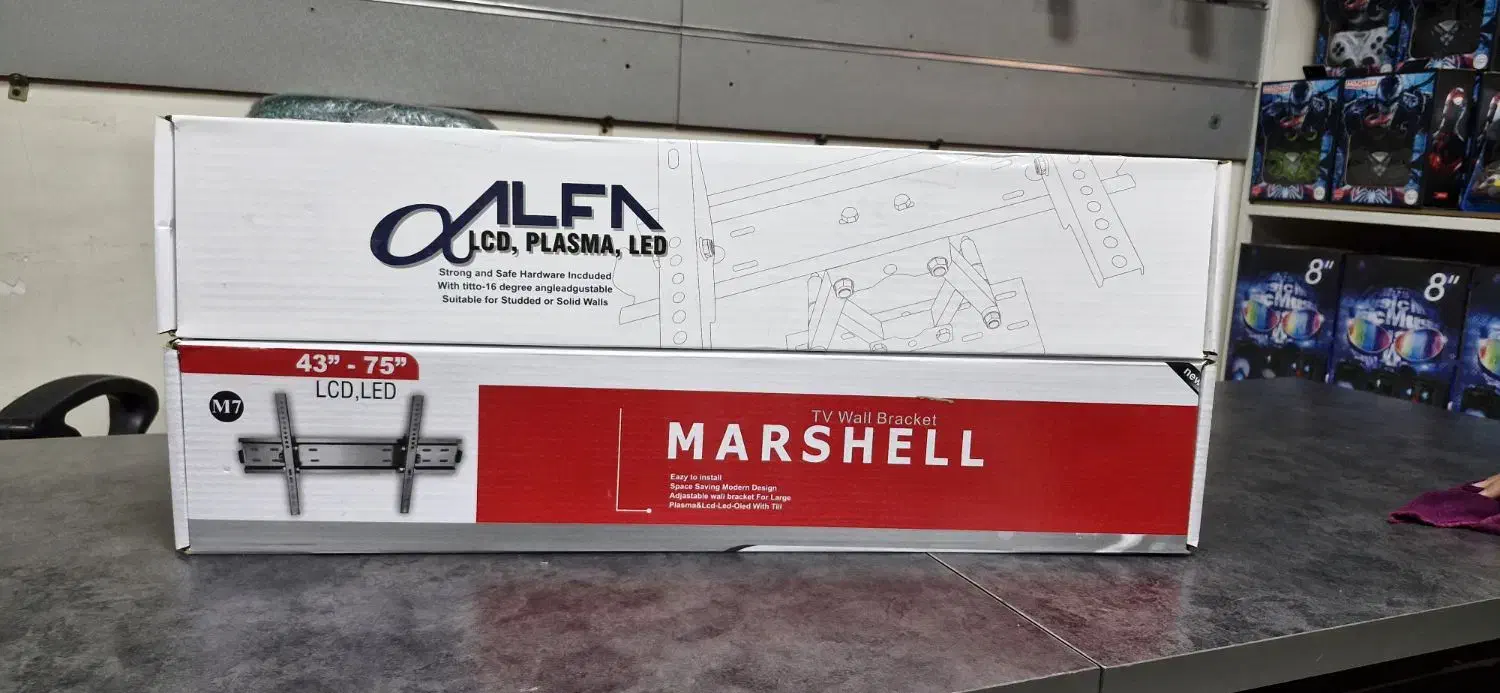 ALFA
LCD, PLASMA, LED
Strong and Safe Hardware Incduded
With titto-16 degree angleadgustable
Suitable for Studded or Solid Walls
43” - 75”
LCD,LED
M7
new
TV Wall Bracket
MARSHELL
Easy to install
Space Saving Modern Design
Adjastable wall bracket For Large
Plasma&Lcd-Led-Oled With Till
8"
8"